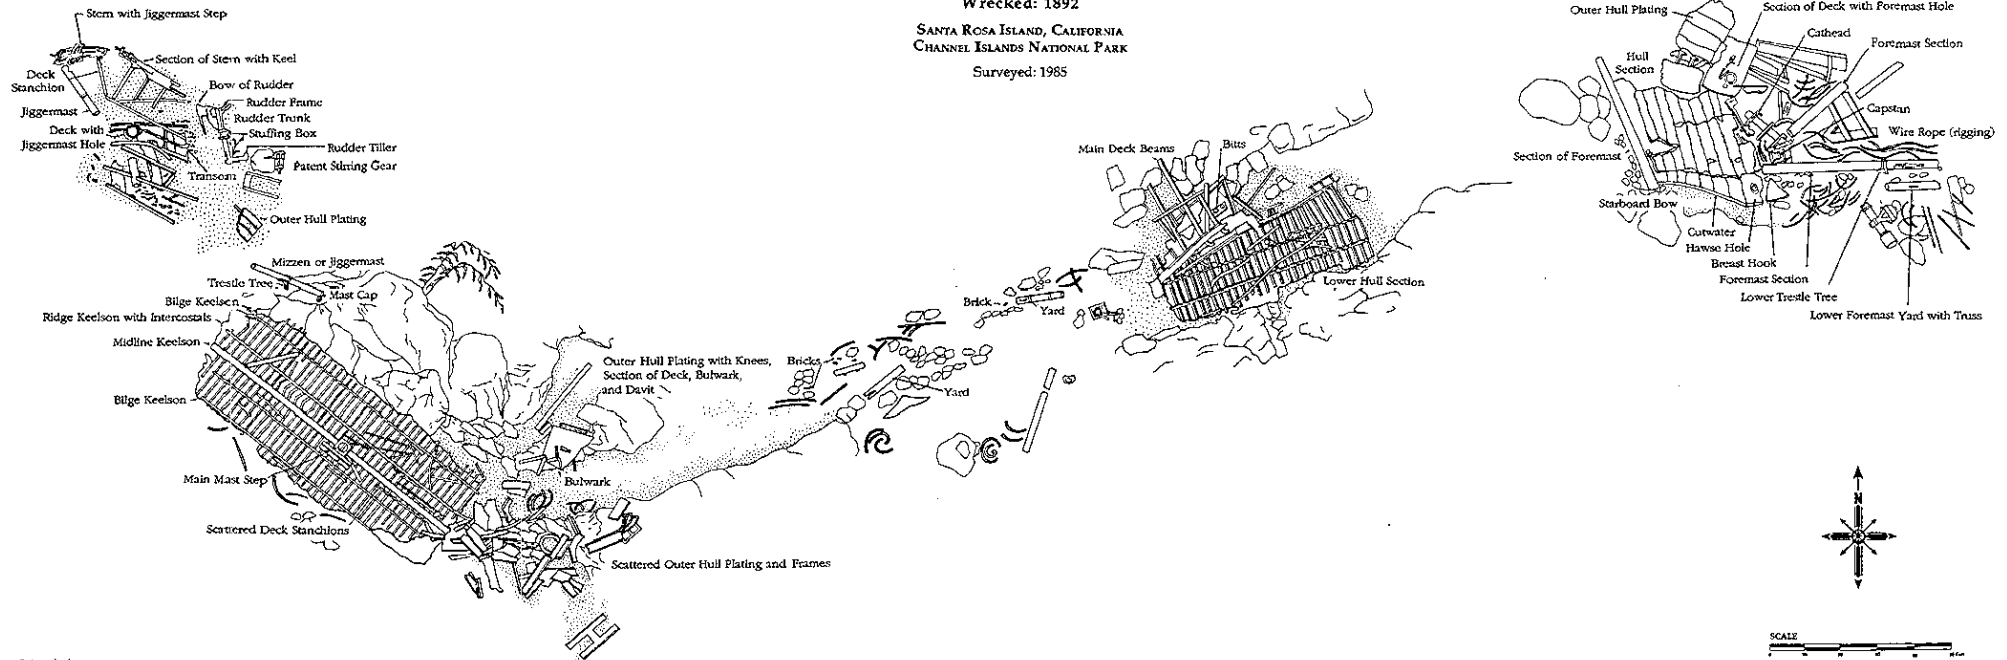 Wrecked: 1892
Santa Rosa Island, California
Channel Islands National Park
Surveyed: 1985
Stern with Jiggermast Step
Section of Stern with Keel
Deck
Stanchion
Jiggermast
Deck with
Jiggermast Hole
Bow of Rudder
Rudder Frame
Rudder Trunk
Stuffing Box
Rudder Tiller
Patent Stirring Gear
Transom
Outer Hull Plating
Mizzen or Jiggermast
Trestle Tree
Mast Cap
Bilge Keelson
Ridge Keelson with Intercostals
Midline Keelson
Bilge Keelson
Main Mast Step
Scattered Deck Stanchions
Outer Hull Plating with Knees,
Section of Deck, Bulwark,
and Davit
Bulwark
Scattered Outer Hull Plating and Frames
Bricks
Yard
Brick
Yard
Main Deck Beams
Bitts
Lower Hull Section
Outer Hull Plating
Section of Deck with Foremast Hole
Cathead
Foremast Section
Hull
Section
Capstan
Wire Rope (rigging)
Section of Foremast
Starboard Bow
Cutwater
Hawse Hole
Breast Hook
Foremast Section
Lower Trestle Tree
Lower Foremast Yard with Truss
N
SCALE